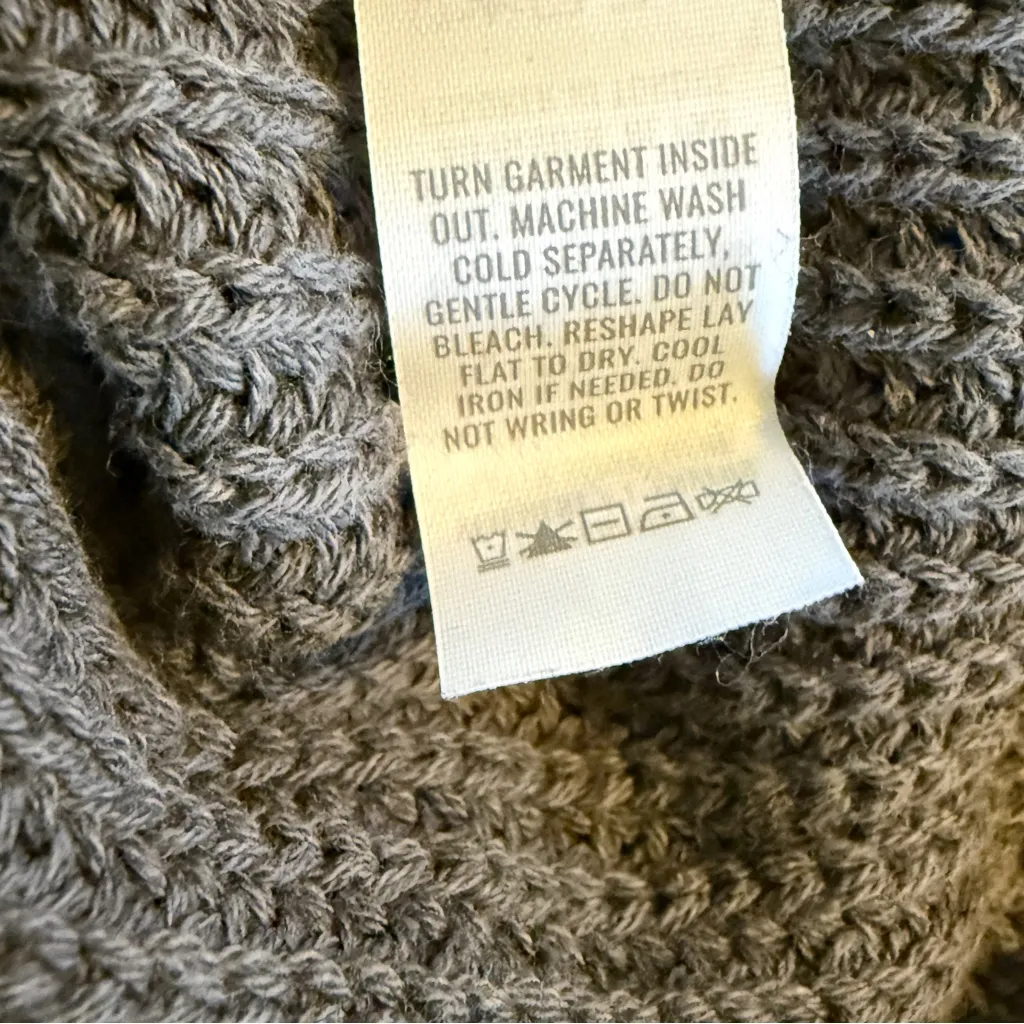 TURN GARMENT INSIDE
OUT. MACHINE WASH
COLD SEPARATELY,
GENTLE CYCLE. DO NOT
BLEACH. RESHAPE LAY
FLAT TO DRY. COOL
IRON IF NEEDED. DO
NOT WRING OR TWIST.